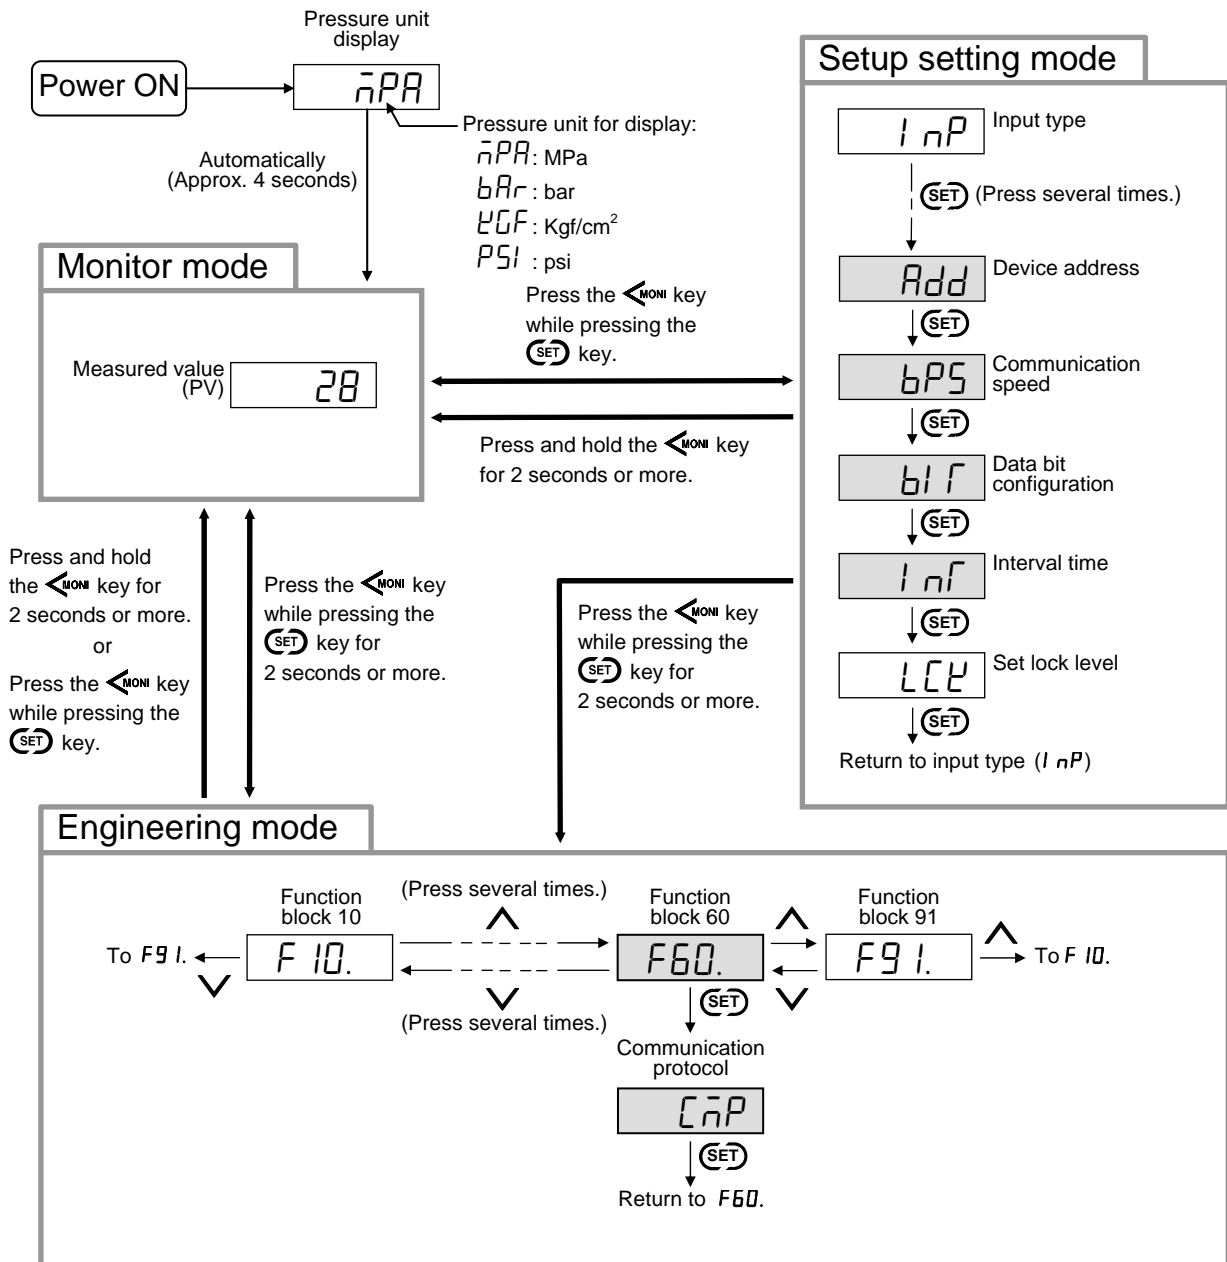 Pressure unit
display
Power ON
MPA
Automatically
(Approx. 4 seconds)
Pressure unit for display:
MPA : MPa
bAr : bar
KGF : Kgf/cm²
PSI : psi
Monitor mode
Measured value
(PV)
28
Press the <MONI key
while pressing the
SET key.
Press and hold the <MONI key
for 2 seconds or more.
Setup setting mode
InP
Input type
SET (Press several times.)
Add
Device address
SET
bPS
Communication
speed
SET
bIT
Data bit
configuration
SET
InT
Interval time
SET
LCK
Set lock level
SET
Return to input type (InP)
Press and hold
the <MONI key for
2 seconds or more.
or
Press the <MONI key
while pressing the
SET key.
Press the <MONI key
while pressing the
SET key for
2 seconds or more.
Press the <MONI key
while pressing the
SET key for
2 seconds or more.
Engineering mode
To F91.
Function
block 10
F10.
(Press several times.)
(Press several times.)
Function
block 60
F60.
Function
block 91
F91.
To F10.
SET
Communication
protocol
CMP
SET
Return to F60.